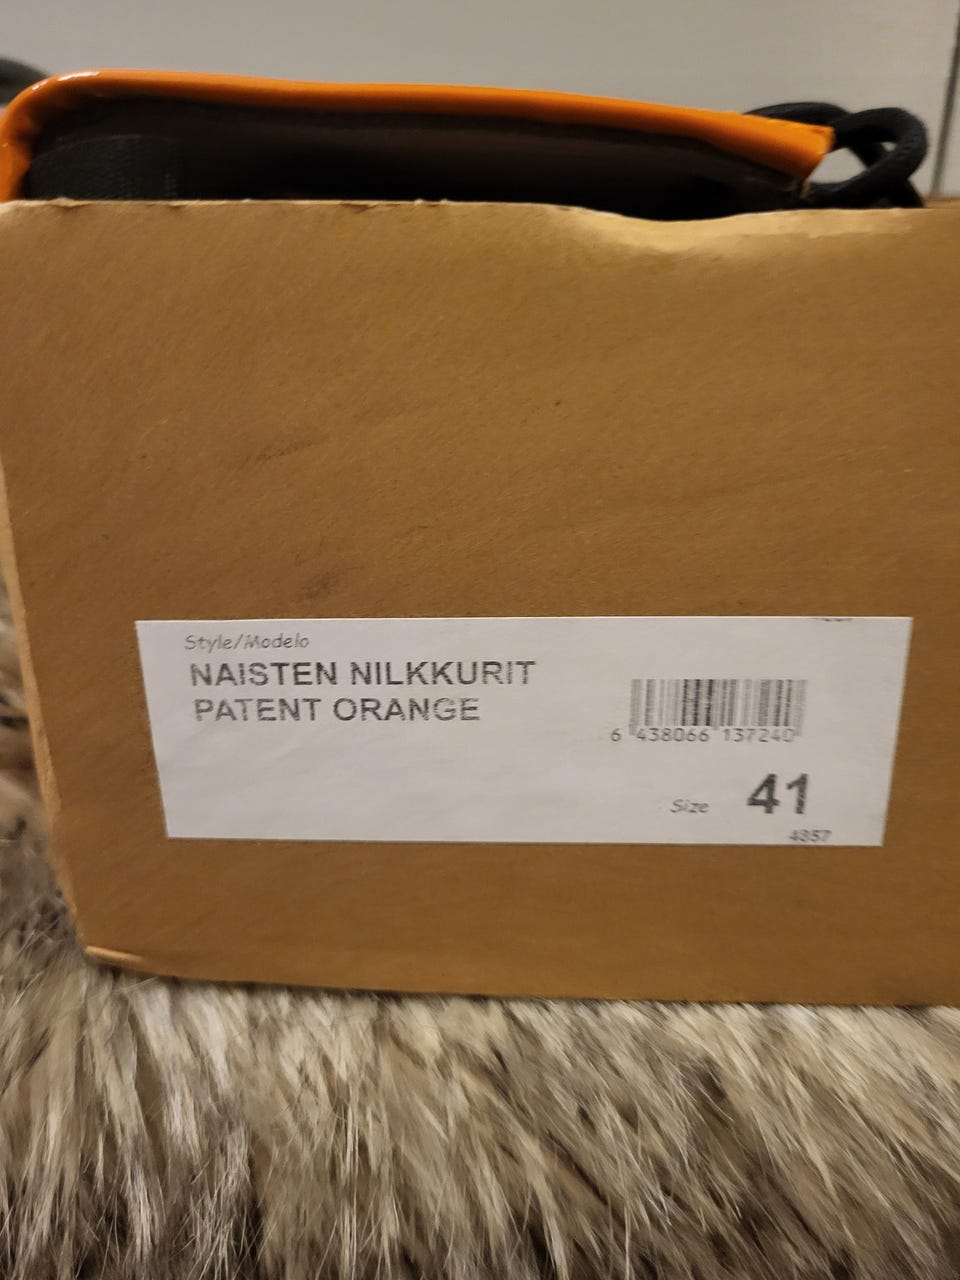 Style/Modelo
NAISTEN NILKKURIT
PATENT ORANGE
6 438066 137240
Size 41
4857